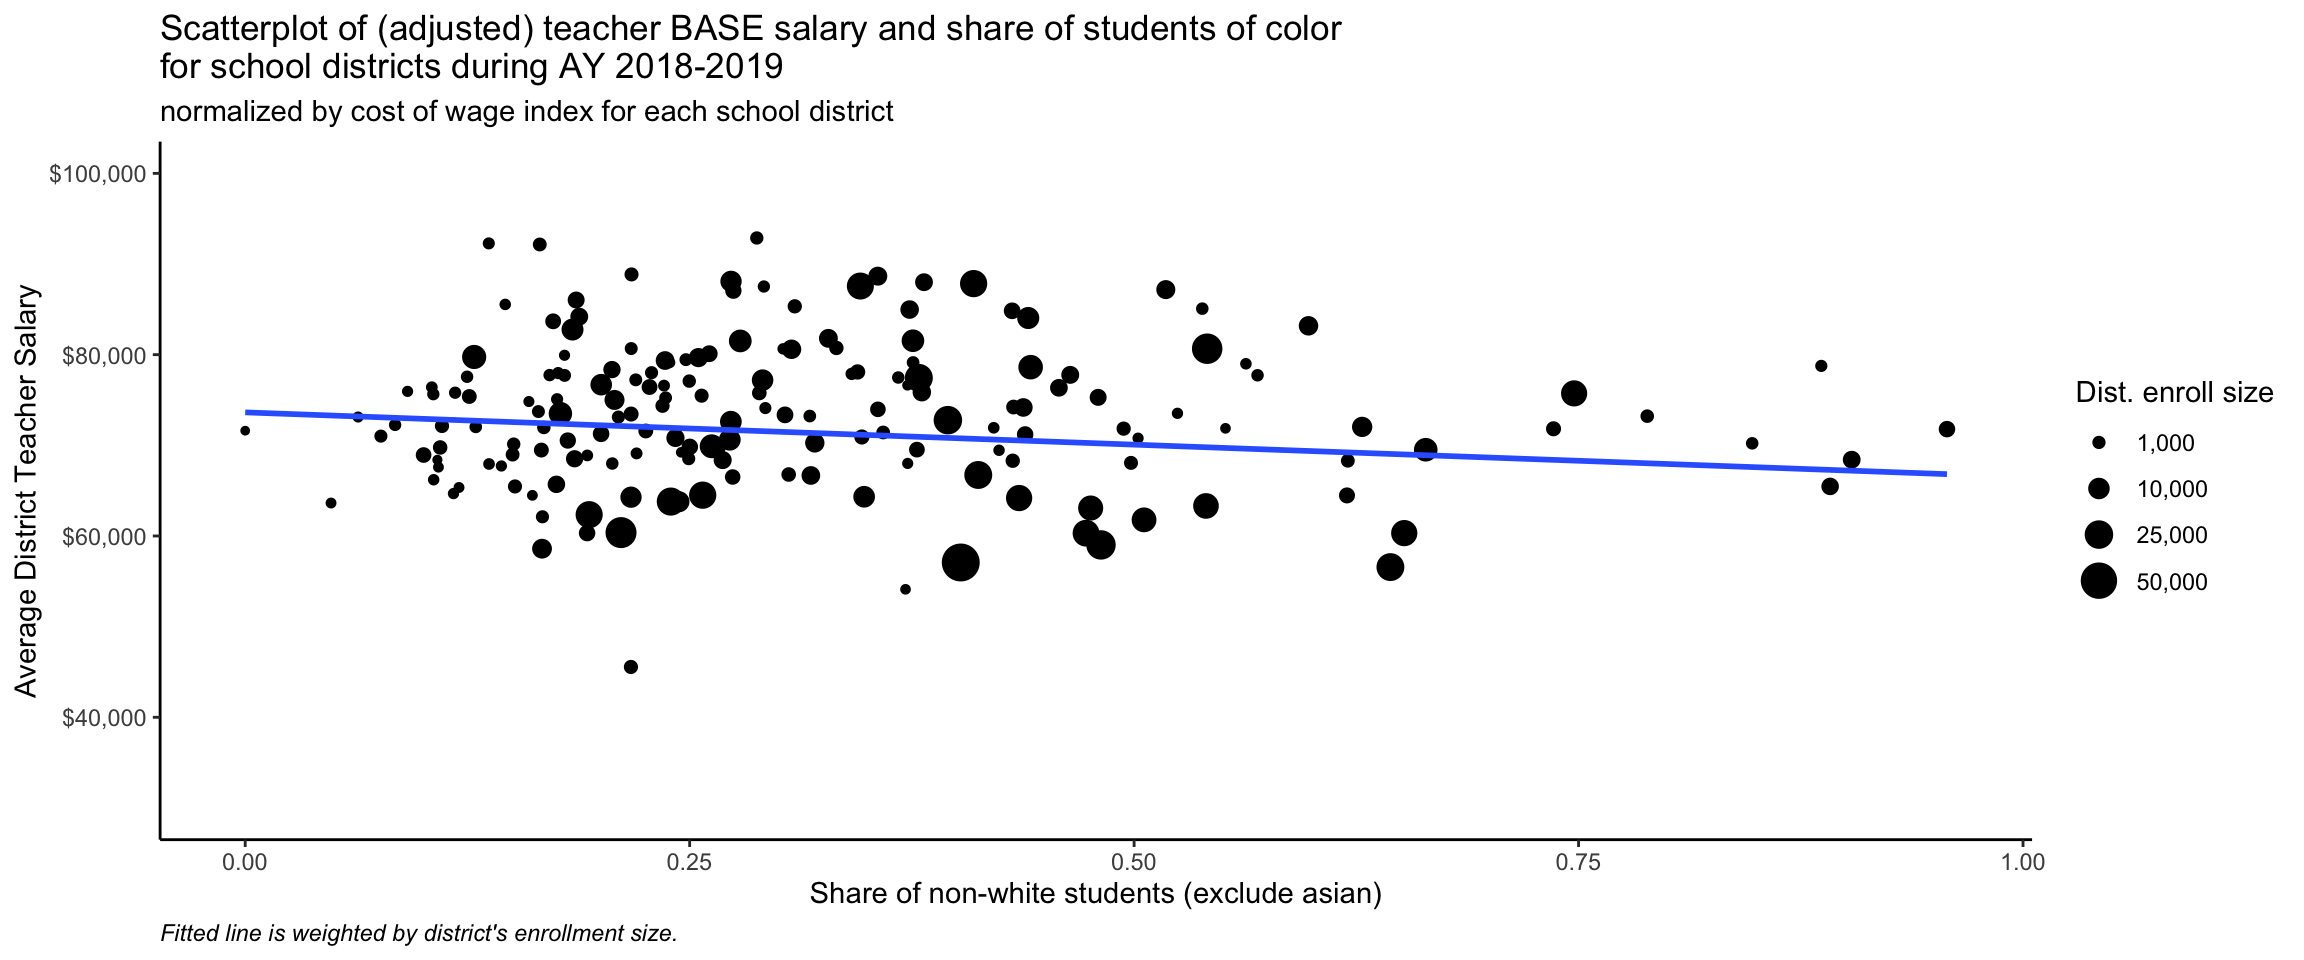 Scatterplot of (adjusted) teacher BASE salary and share of students of color
for school districts during AY 2018-2019
normalized by cost of wage index for each school district
Average District Teacher Salary
$100,000
$80,000
$60,000
$40,000
0.00
0.25
0.50
0.75
1.00
Share of non-white students (exclude asian)
Dist. enroll size
1,000
10,000
25,000
50,000
Fitted line is weighted by district's enrollment size.